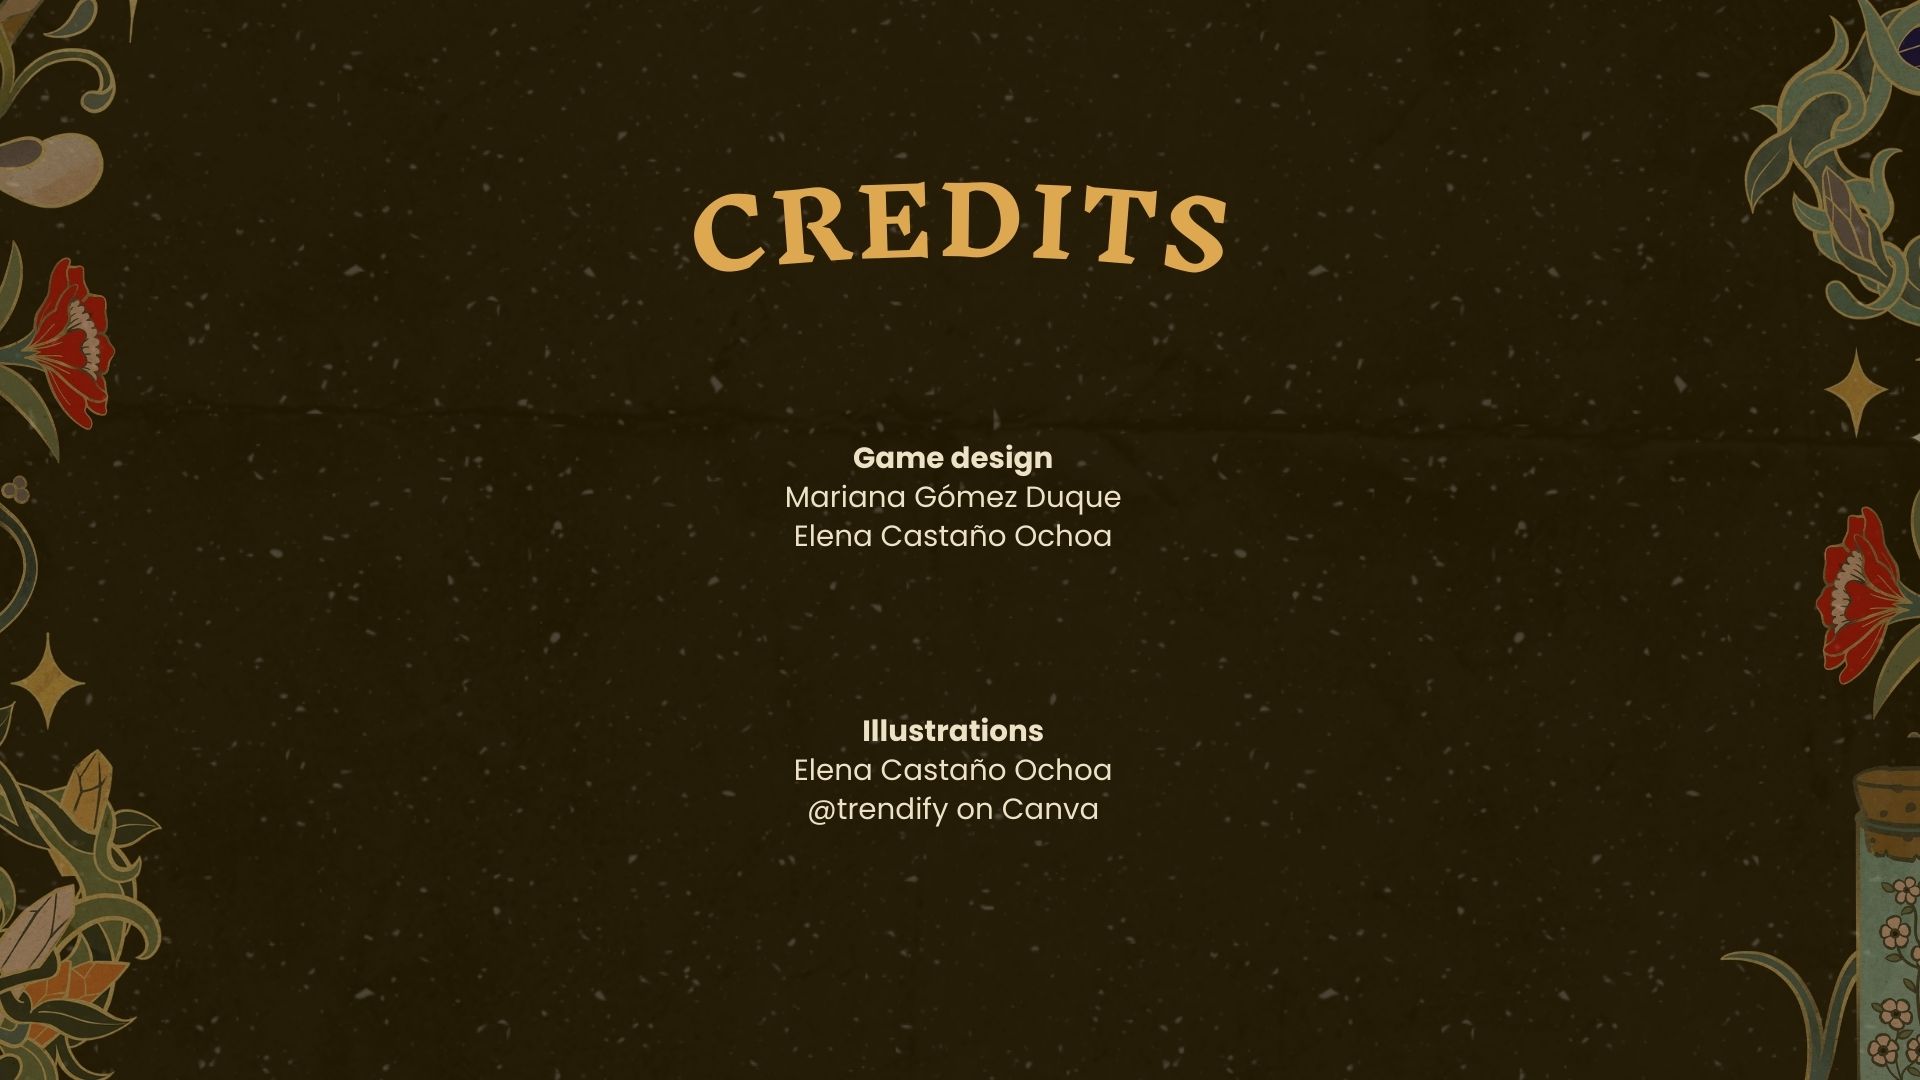 CREDITS
Game design
Mariana Gómez Duque
Elena Castaño Ochoa
Illustrations
Elena Castaño Ochoa
@trendify on Canva